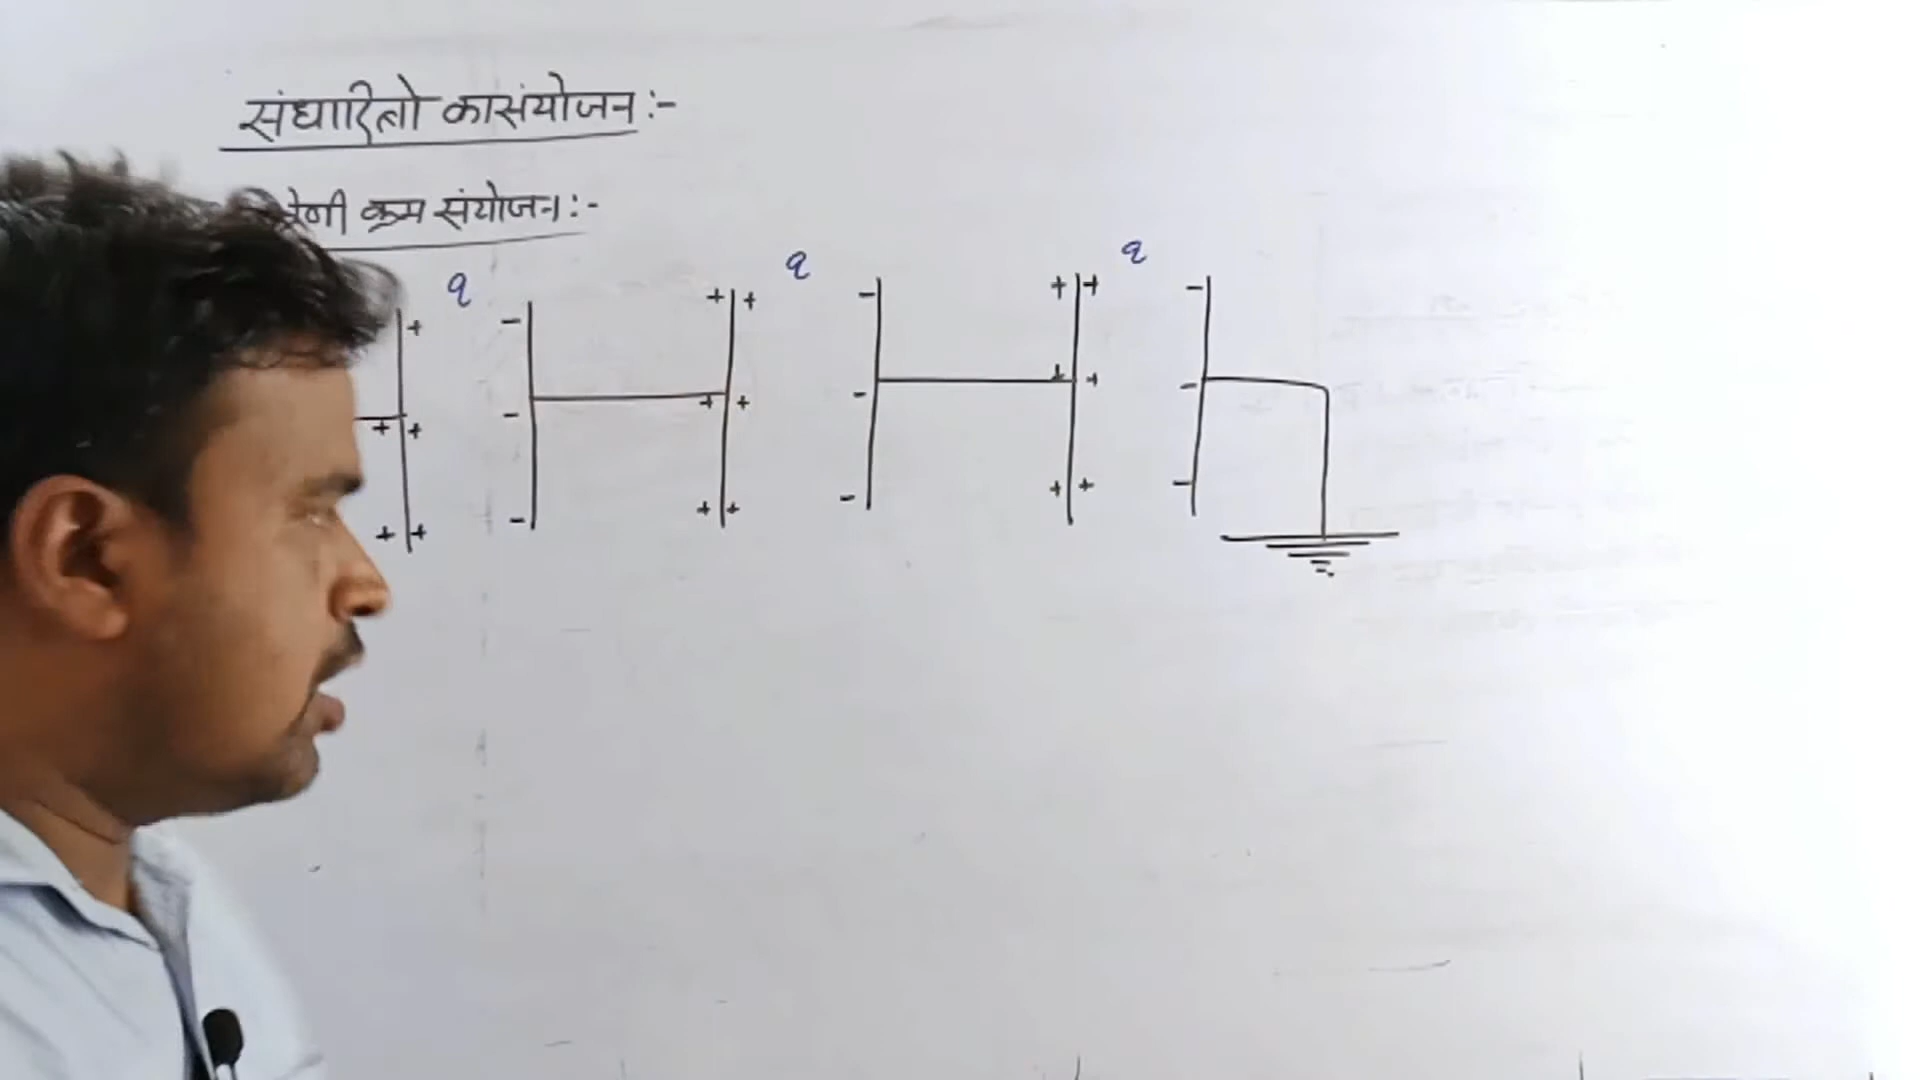 संधारित्रो का संयोजन :-
श्रेणी क्रम संयोजन :-
q q q
+ - + + - + + -
+ + - + + - + + -
+ + - + + - + + -